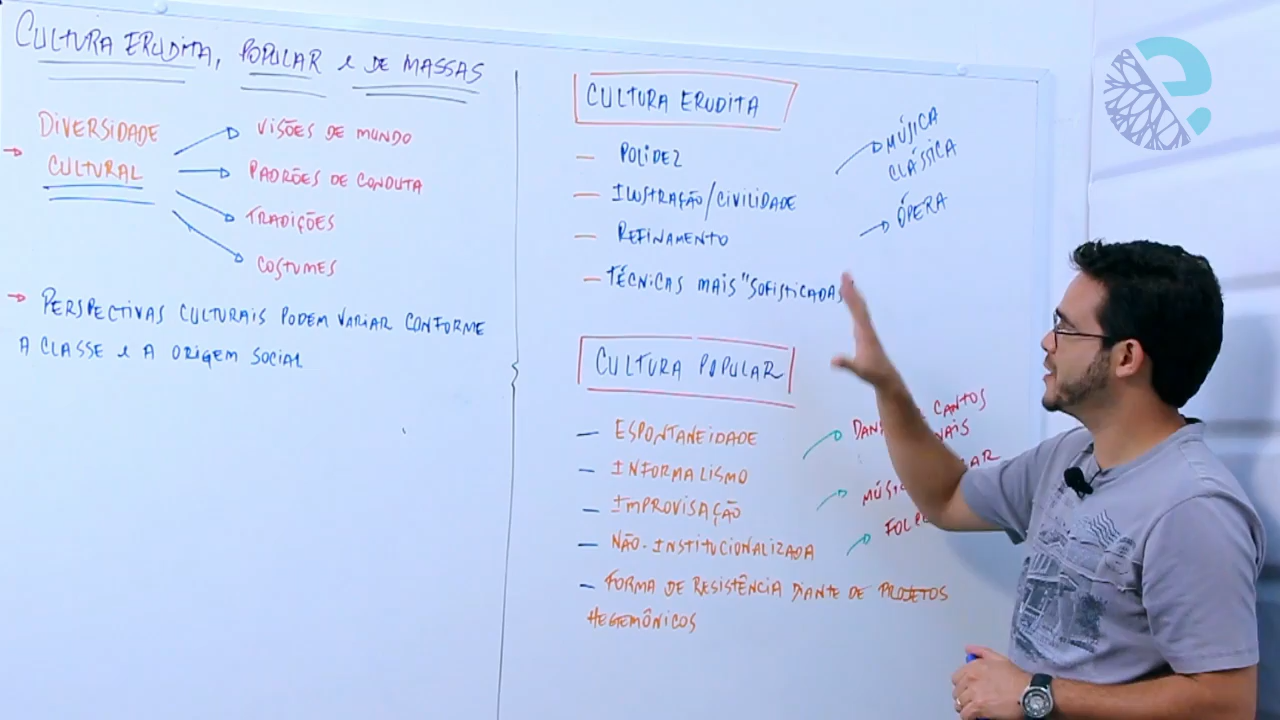 CULTURA ERUDITA, POPULAR E DE MASSAS
DIVERSIDADE
CULTURAL
VISÕES DE MUNDO
PADRÕES DE CONDUTA
TRADIÇÕES
COSTUMES
PERSPECTIVAS CULTURAIS PODEM VARIAR CONFORME
A CLASSE E A ORIGEM SOCIAL
CULTURA ERUDITA
- POLIDEZ
- ILUSTRAÇÃO/CIVILIDADE
- REFINAMENTO
- TÉCNICAS MAIS "SOFISTICADAS"
MÚSICA
CLÁSSICA
ÓPERA
CULTURA POPULAR
- ESPONTANEIDADE
- INFORMALISMO
- IMPROVISAÇÃO
- NÃO-INSTITUCIONALIZADA
- FORMA DE RESISTÊNCIA DIANTE DE PROJETOS
HEGEMÔNICOS
CANTOS
e